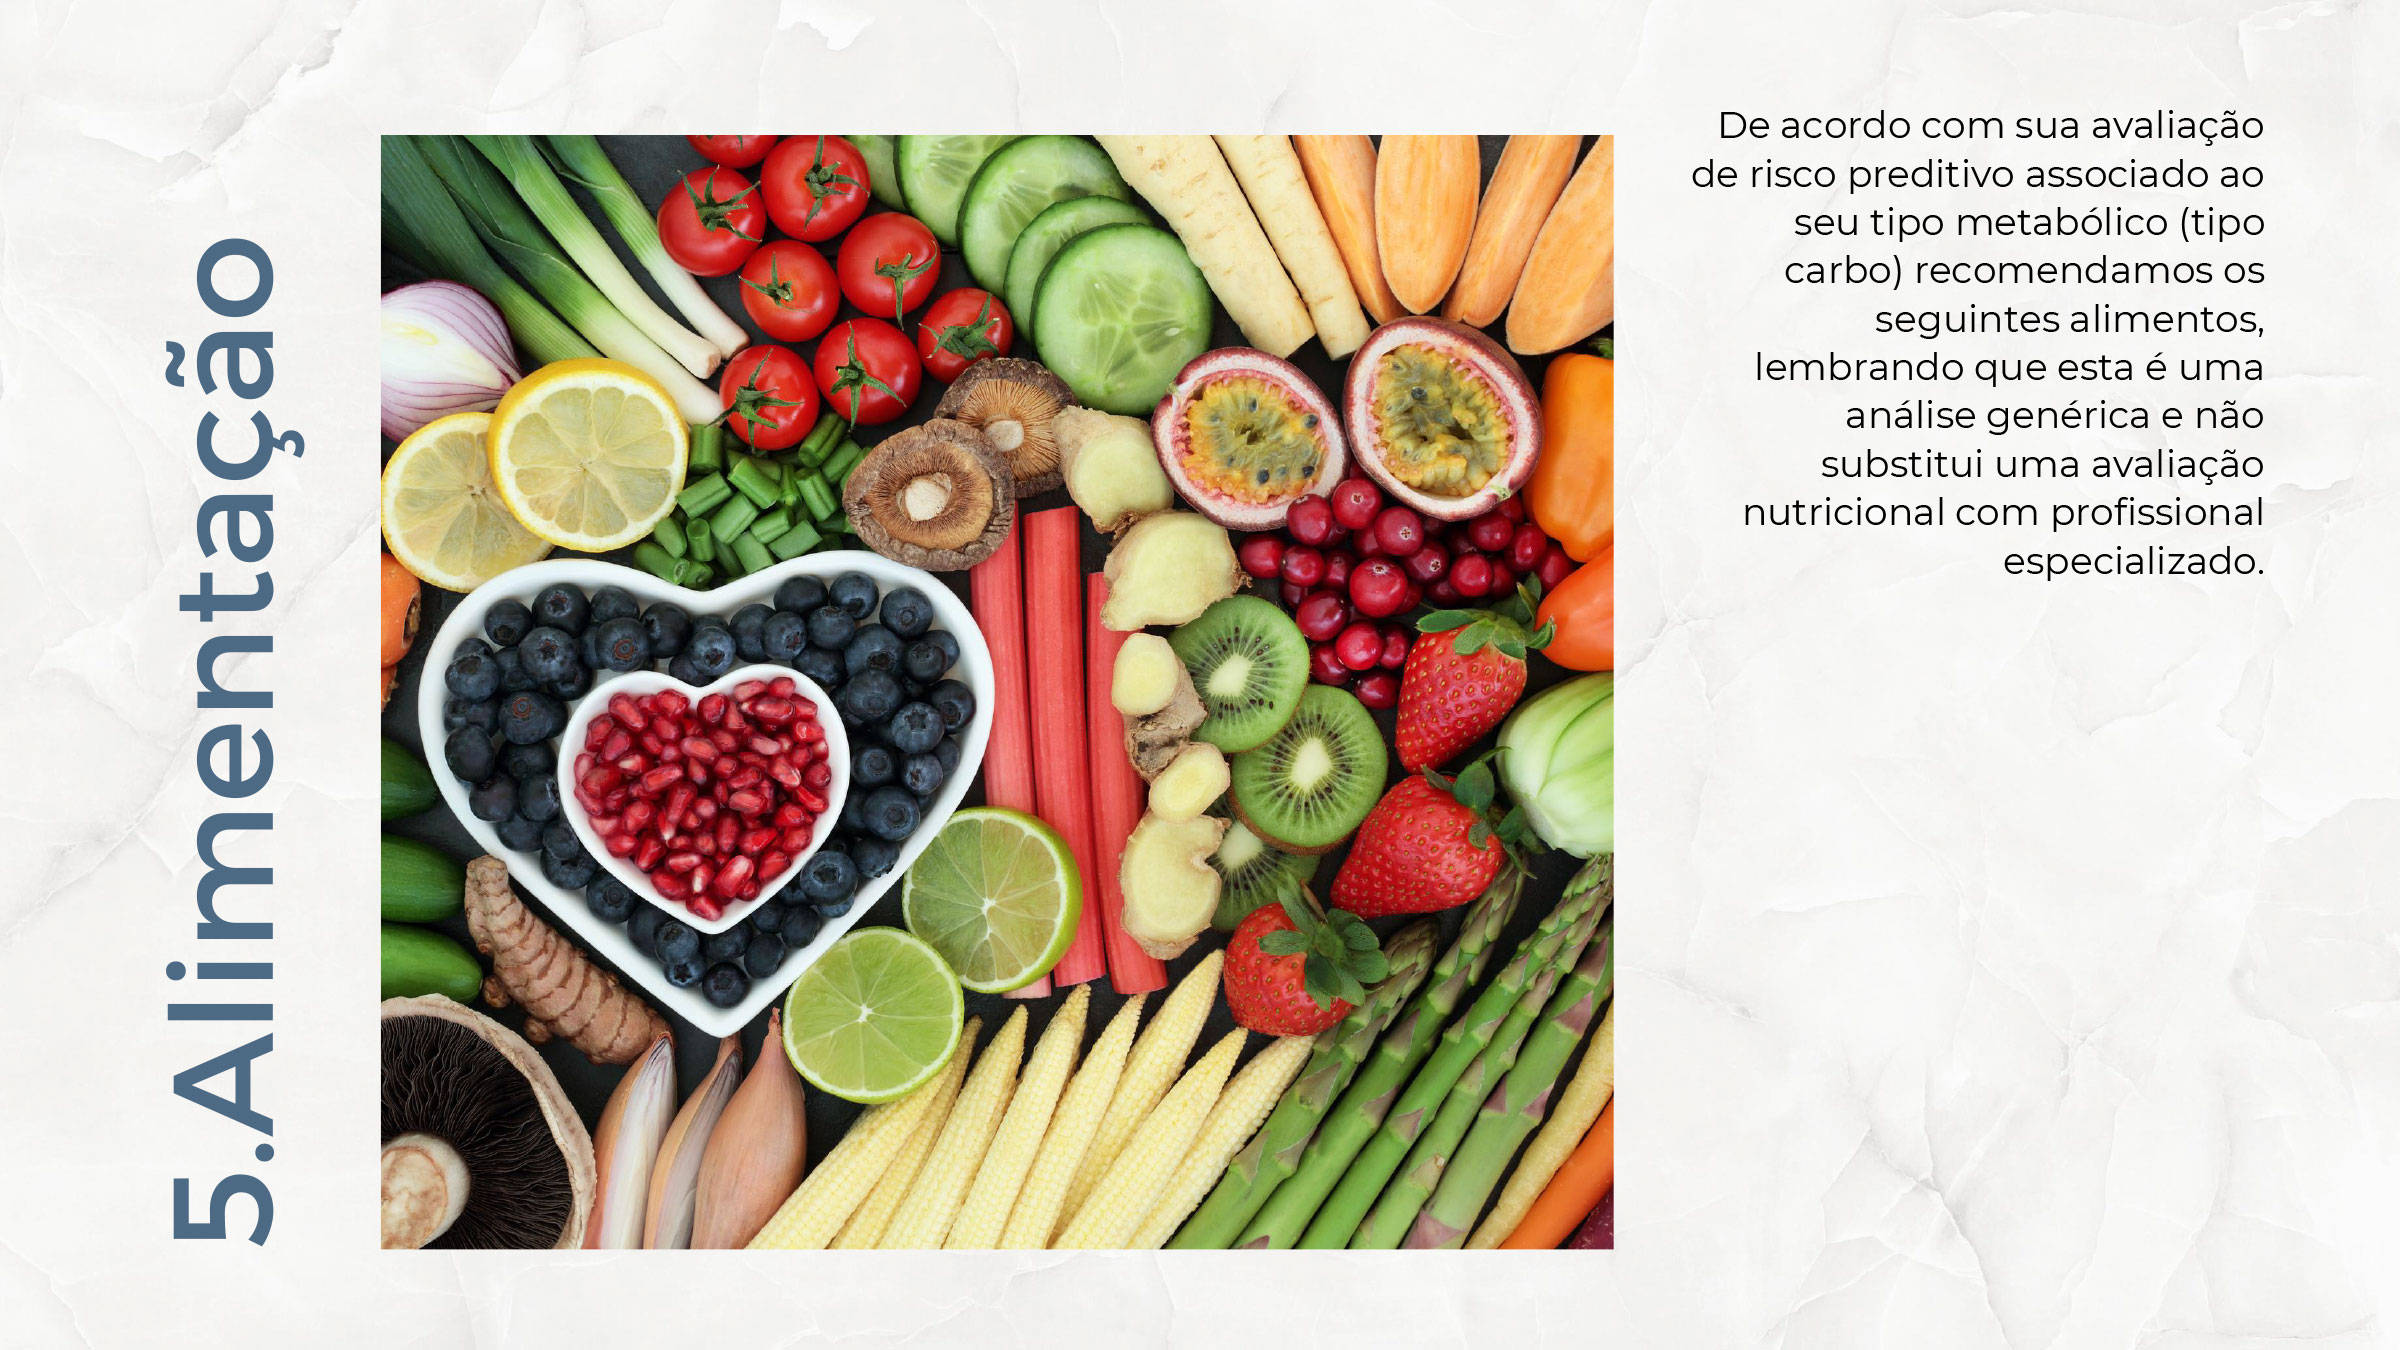 5.Alimentação
De acordo com sua avaliação
de risco preditivo associado ao
seu tipo metabólico (tipo
carbo) recomendamos os
seguintes alimentos,
lembrando que esta é uma
análise genérica e não
substitui uma avaliação
nutricional com profissional
especializado.